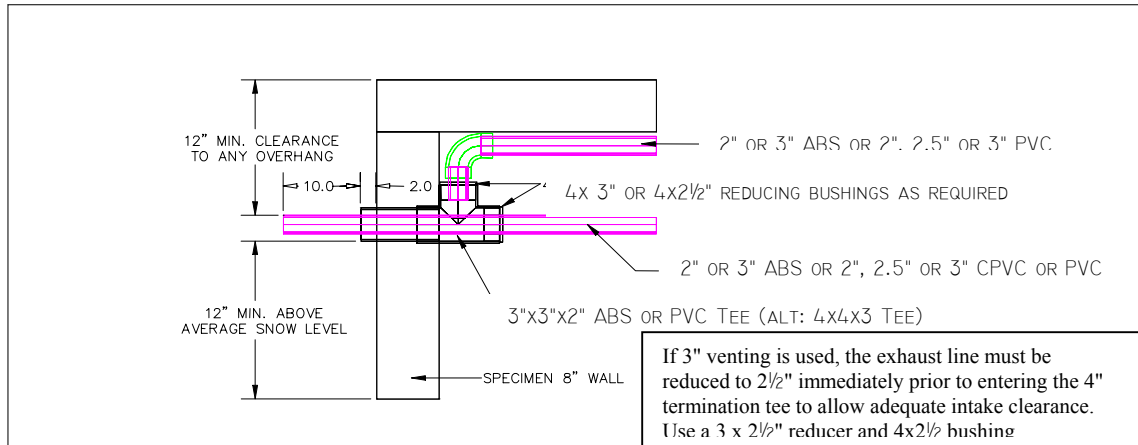 12" MIN. CLEARANCE
TO ANY OVERHANG
10.0
2.0
2" OR 3" ABS OR 2", 2.5" OR 3" PVC
4X 3" OR 4X2½" REDUCING BUSHINGS AS REQUIRED
2" OR 3" ABS OR 2", 2.5" OR 3" CPVC OR PVC
12" MIN. ABOVE
AVERAGE SNOW LEVEL
3"X3"X2" ABS OR PVC TEE (ALT: 4X4X3 TEE)
SPECIMEN 8" WALL
If 3" venting is used, the exhaust line must be
reduced to 2½" immediately prior to entering the 4"
termination tee to allow adequate intake clearance.
Use a 3 x 2½" reducer and 4x2½ bushing